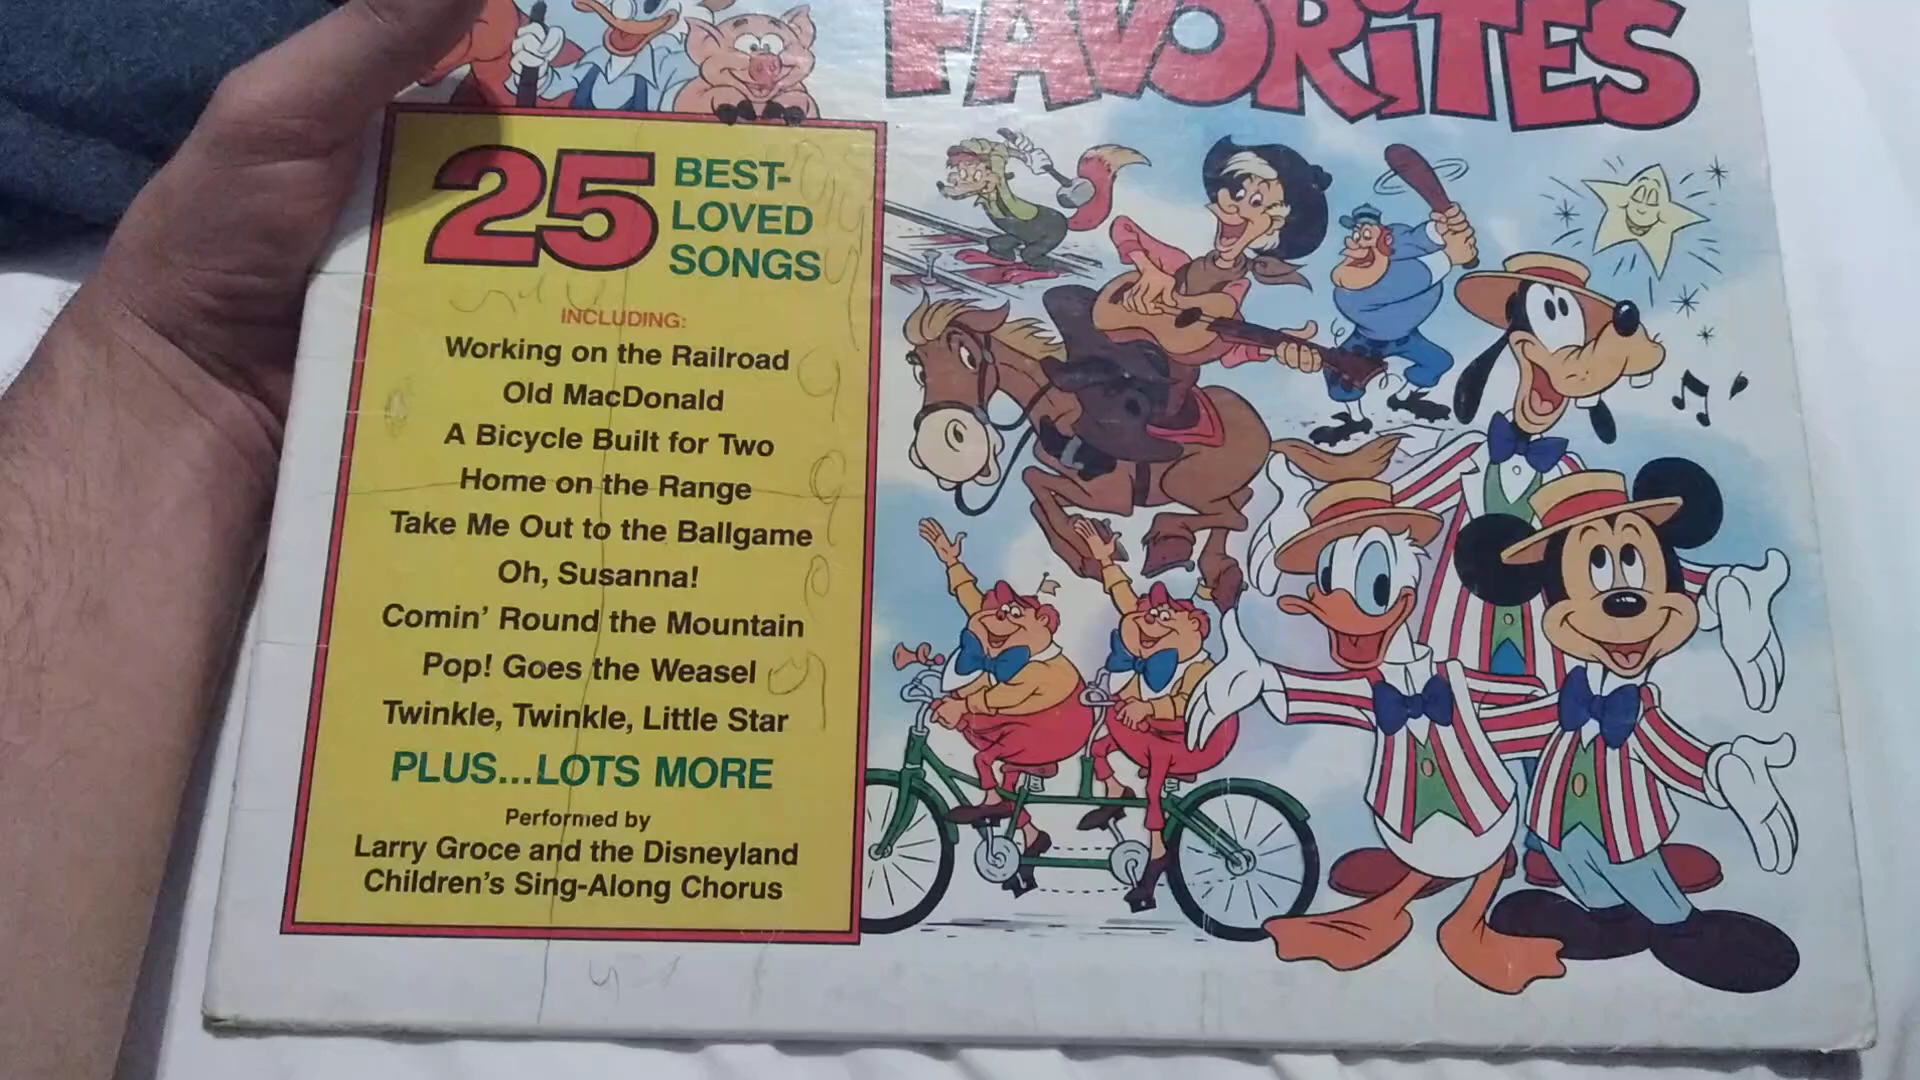 FAVORiTES
25 BEST-
LOVED
SONGS
INCLUDING:
Working on the Railroad
Old MacDonald
A Bicycle Built for Two
Home on the Range
Take Me Out to the Ballgame
Oh, Susanna!
Comin’ Round the Mountain
Pop! Goes the Weasel
Twinkle, Twinkle, Little Star
PLUS...LOTS MORE
Performed by
Larry Groce and the Disneyland
Children’s Sing-Along Chorus